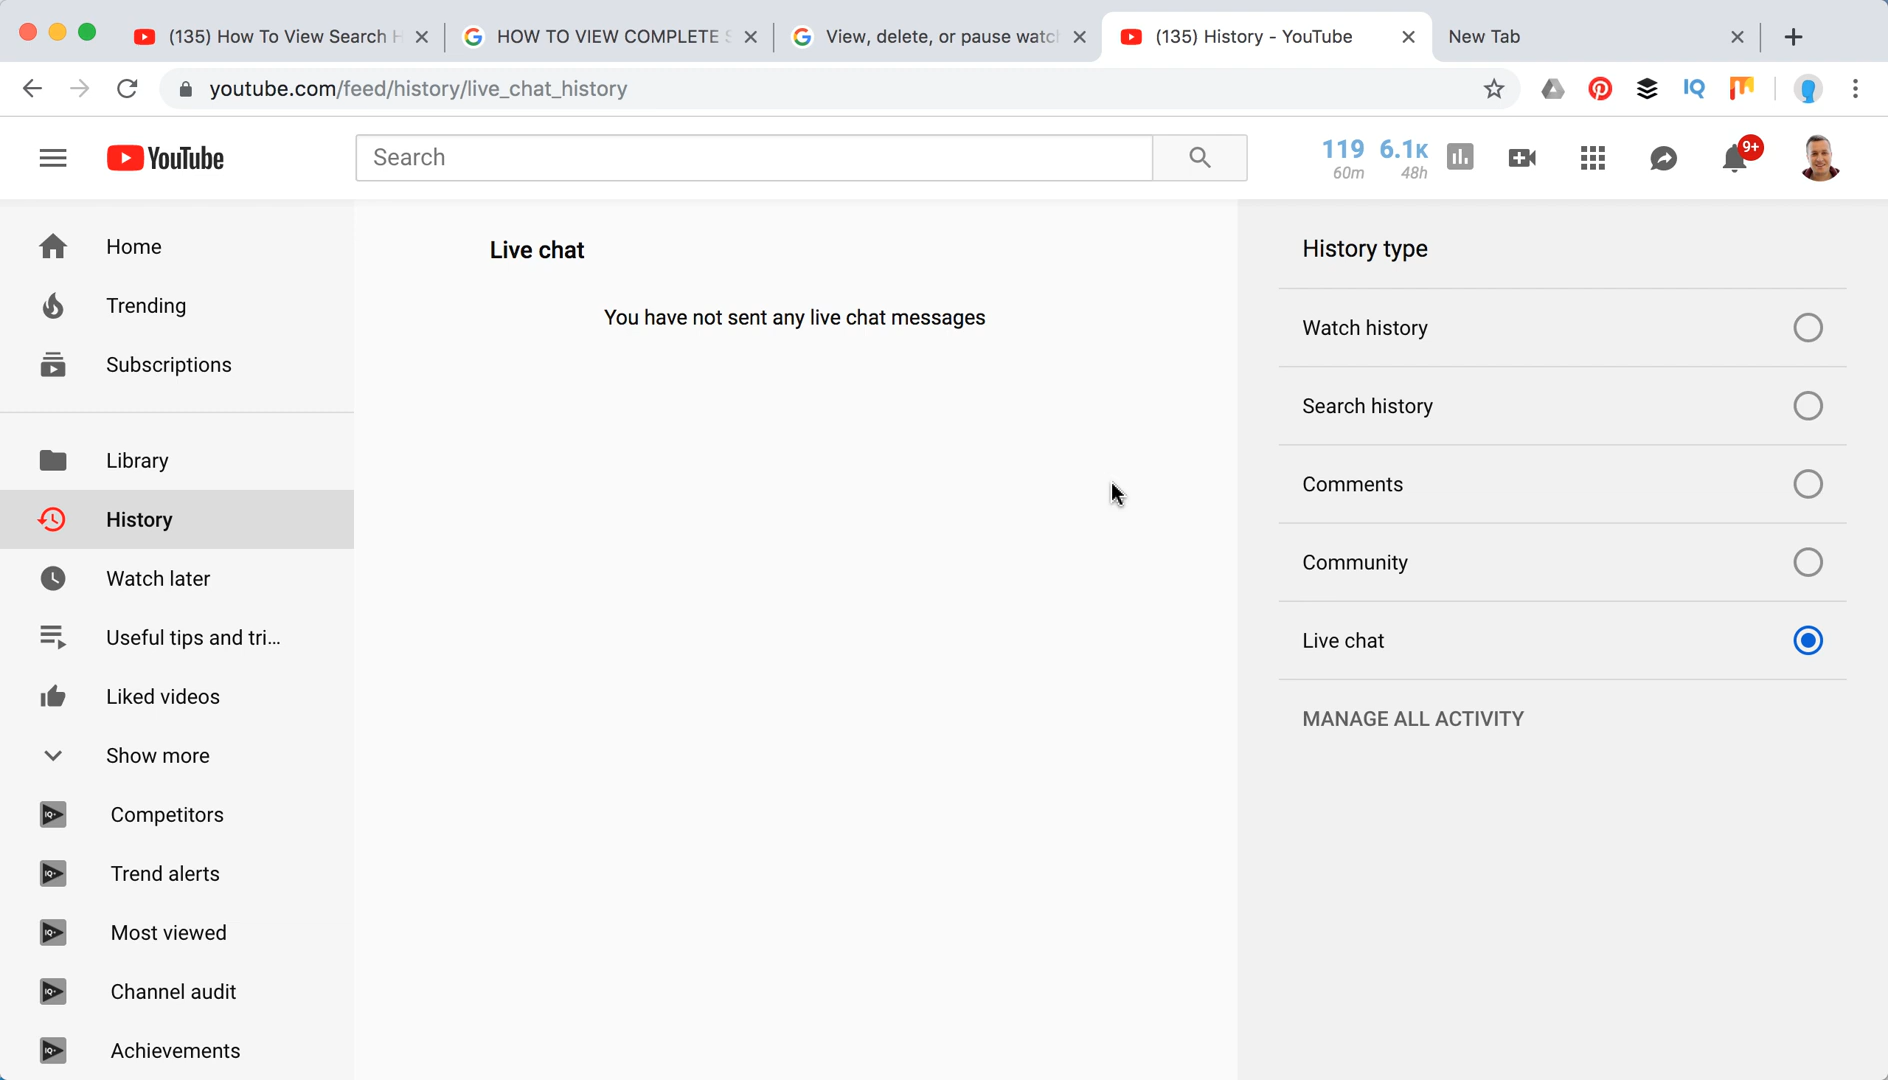 (135) How To View Search H
HOW TO VIEW COMPLETE S
View, delete, or pause watch
(135) History - YouTube
New Tab
youtube.com/feed/history/live_chat_history
IQ
YouTube
Search
119 60m
6.1K 48h
9+
Home
Trending
Subscriptions
Library
History
Watch later
Useful tips and tri...
Liked videos
Show more
Competitors
Trend alerts
Most viewed
Channel audit
Achievements
Live chat
You have not sent any live chat messages
History type
Watch history
Search history
Comments
Community
Live chat
MANAGE ALL ACTIVITY